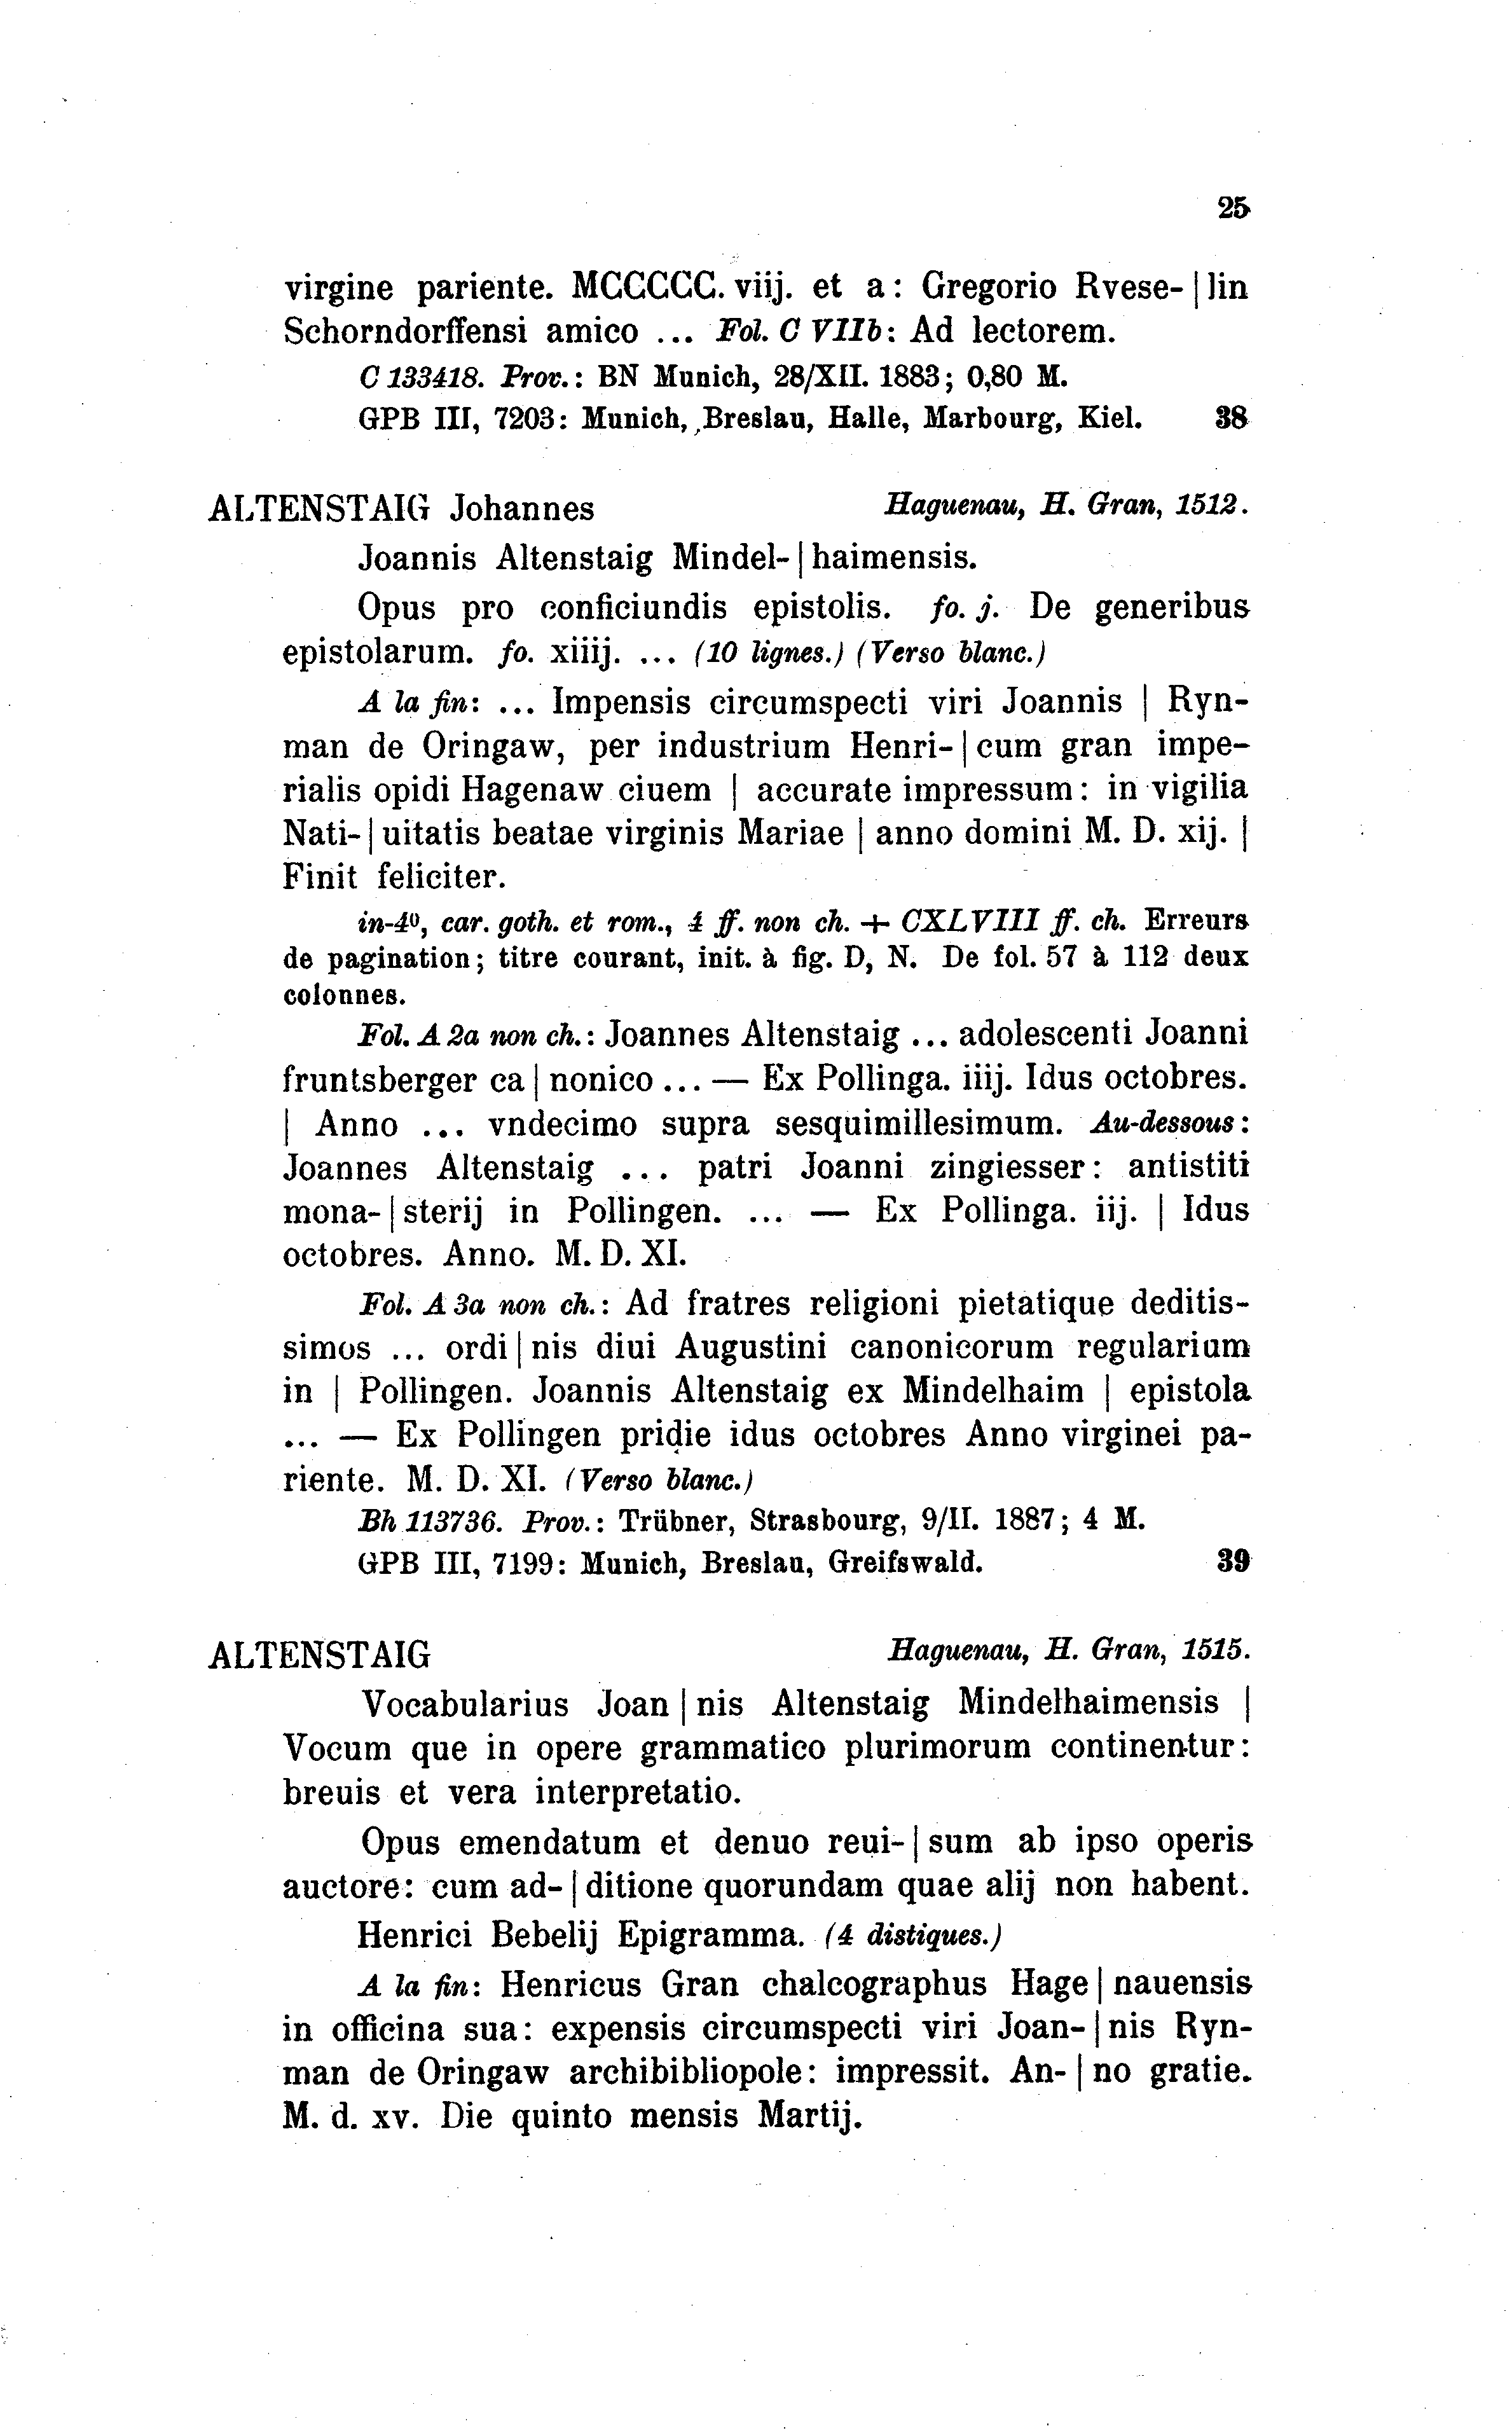 25
virgine pariente. MCCCCC. viij. et a: Gregorio Rvese- | lin
Schorndorffensi amico ... Fol. C VIIb: Ad lectorem.
C 133418. Prov.: BN Munich, 28/XII. 1883; 0,80 M.
GPB III, 7203: Munich, Breslau, Halle, Marbourg, Kiel. 38
ALTENSTAIG Johannes Haguenau, H. Gran, 1512.
Joannis Altenstaig Mindel- | haimensis.
Opus pro conficiundis epistolis. fo. j. De generibus
epistolarum. fo. xiiij. ... (10 lignes.) (Verso blanc.)
A la fin: ... Impensis circumspecti viri Joannis | Ryn-
man de Oringaw, per industrium Henri- | cum gran impe-
rialis opidi Hagenaw ciuem | accurate impressum: in vigilia
Nati- | uitatis beatae virginis Mariae | anno domini M. D. xij. |
Finit feliciter.
in-4⁰, car. goth. et rom., 4 ff. non ch. + CXLVIII ff. ch. Erreurs
de pagination; titre courant, init. à fig. D, N. De fol. 57 à 112 deux
colonnes.
Fol. A 2a non ch.: Joannes Altenstaig ... adolescenti Joanni
fruntsberger ca | nonico ... — Ex Pollinga. iiij. Idus octobres.
| Anno ... vndecimo supra sesquimillesimum. Au-dessous:
Joannes Altenstaig ... patri Joanni zingiesser: antistiti
mona- | sterij in Pollingen. ... — Ex Pollinga. iij. | Idus
octobres. Anno. M. D. XI.
Fol. A 3a non ch.: Ad fratres religioni pietatique deditis-
simos ... ordi | nis diui Augustini canonicorum regularium
in | Pollingen. Joannis Altenstaig ex Mindelhaim | epistola
... — Ex Pollingen pridie idus octobres Anno virginei pa-
riente. M. D. XI. (Verso blanc.)
Bh 113736. Prov.: Trübner, Strasbourg, 9/II. 1887; 4 M.
GPB III, 7199: Munich, Breslau, Greifswald. 39
ALTENSTAIG Haguenau, H. Gran, 1515.
Vocabularius Joan | nis Altenstaig Mindelhaimensis |
Vocum que in opere grammatico plurimorum continentur:
breuis et vera interpretatio.
Opus emendatum et denuo reui- | sum ab ipso operis
auctore: cum ad- | ditione quorundam quae alij non habent.
Henrici Bebelij Epigramma. (4 distiques.)
A la fin: Henricus Gran chalcographus Hage | nauensis
in officina sua: expensis circumspecti viri Joan- | nis Ryn-
man de Oringaw archibibliopole: impressit. An- | no gratie.
M. d. xv. Die quinto mensis Martij.